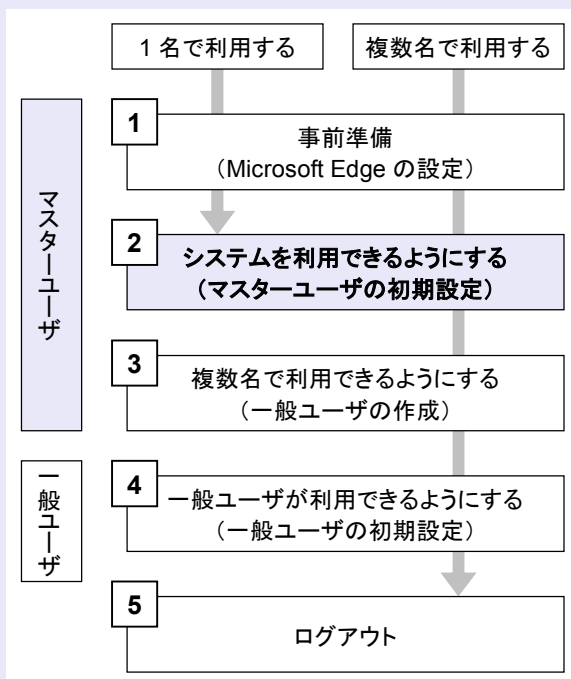 1 名で利用する
複数名で利用する
マスターユーザ
1
事前準備
（Microsoft Edge の設定）
2
システムを利用できるようにする
（マスターユーザの初期設定）
3
複数名で利用できるようにする
（一般ユーザの作成）
一般ユーザ
4
一般ユーザが利用できるようにする
（一般ユーザの初期設定）
5
ログアウト